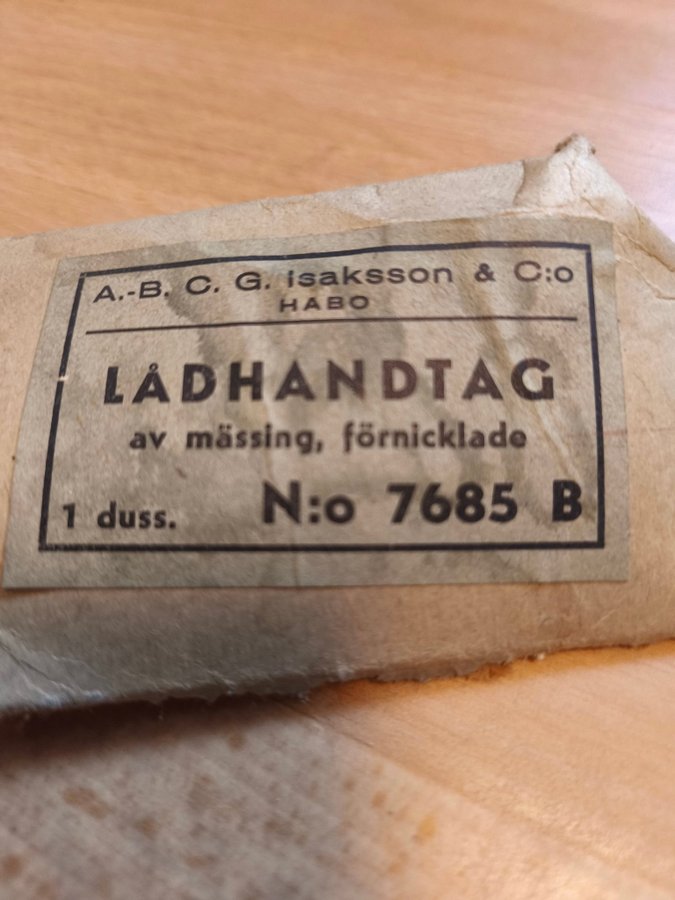 A.-B. C. G. Isaksson & C:o
HABO
LÅDHANDTAG
av mässing, förnicklade
1 duss. N:o 7685 B